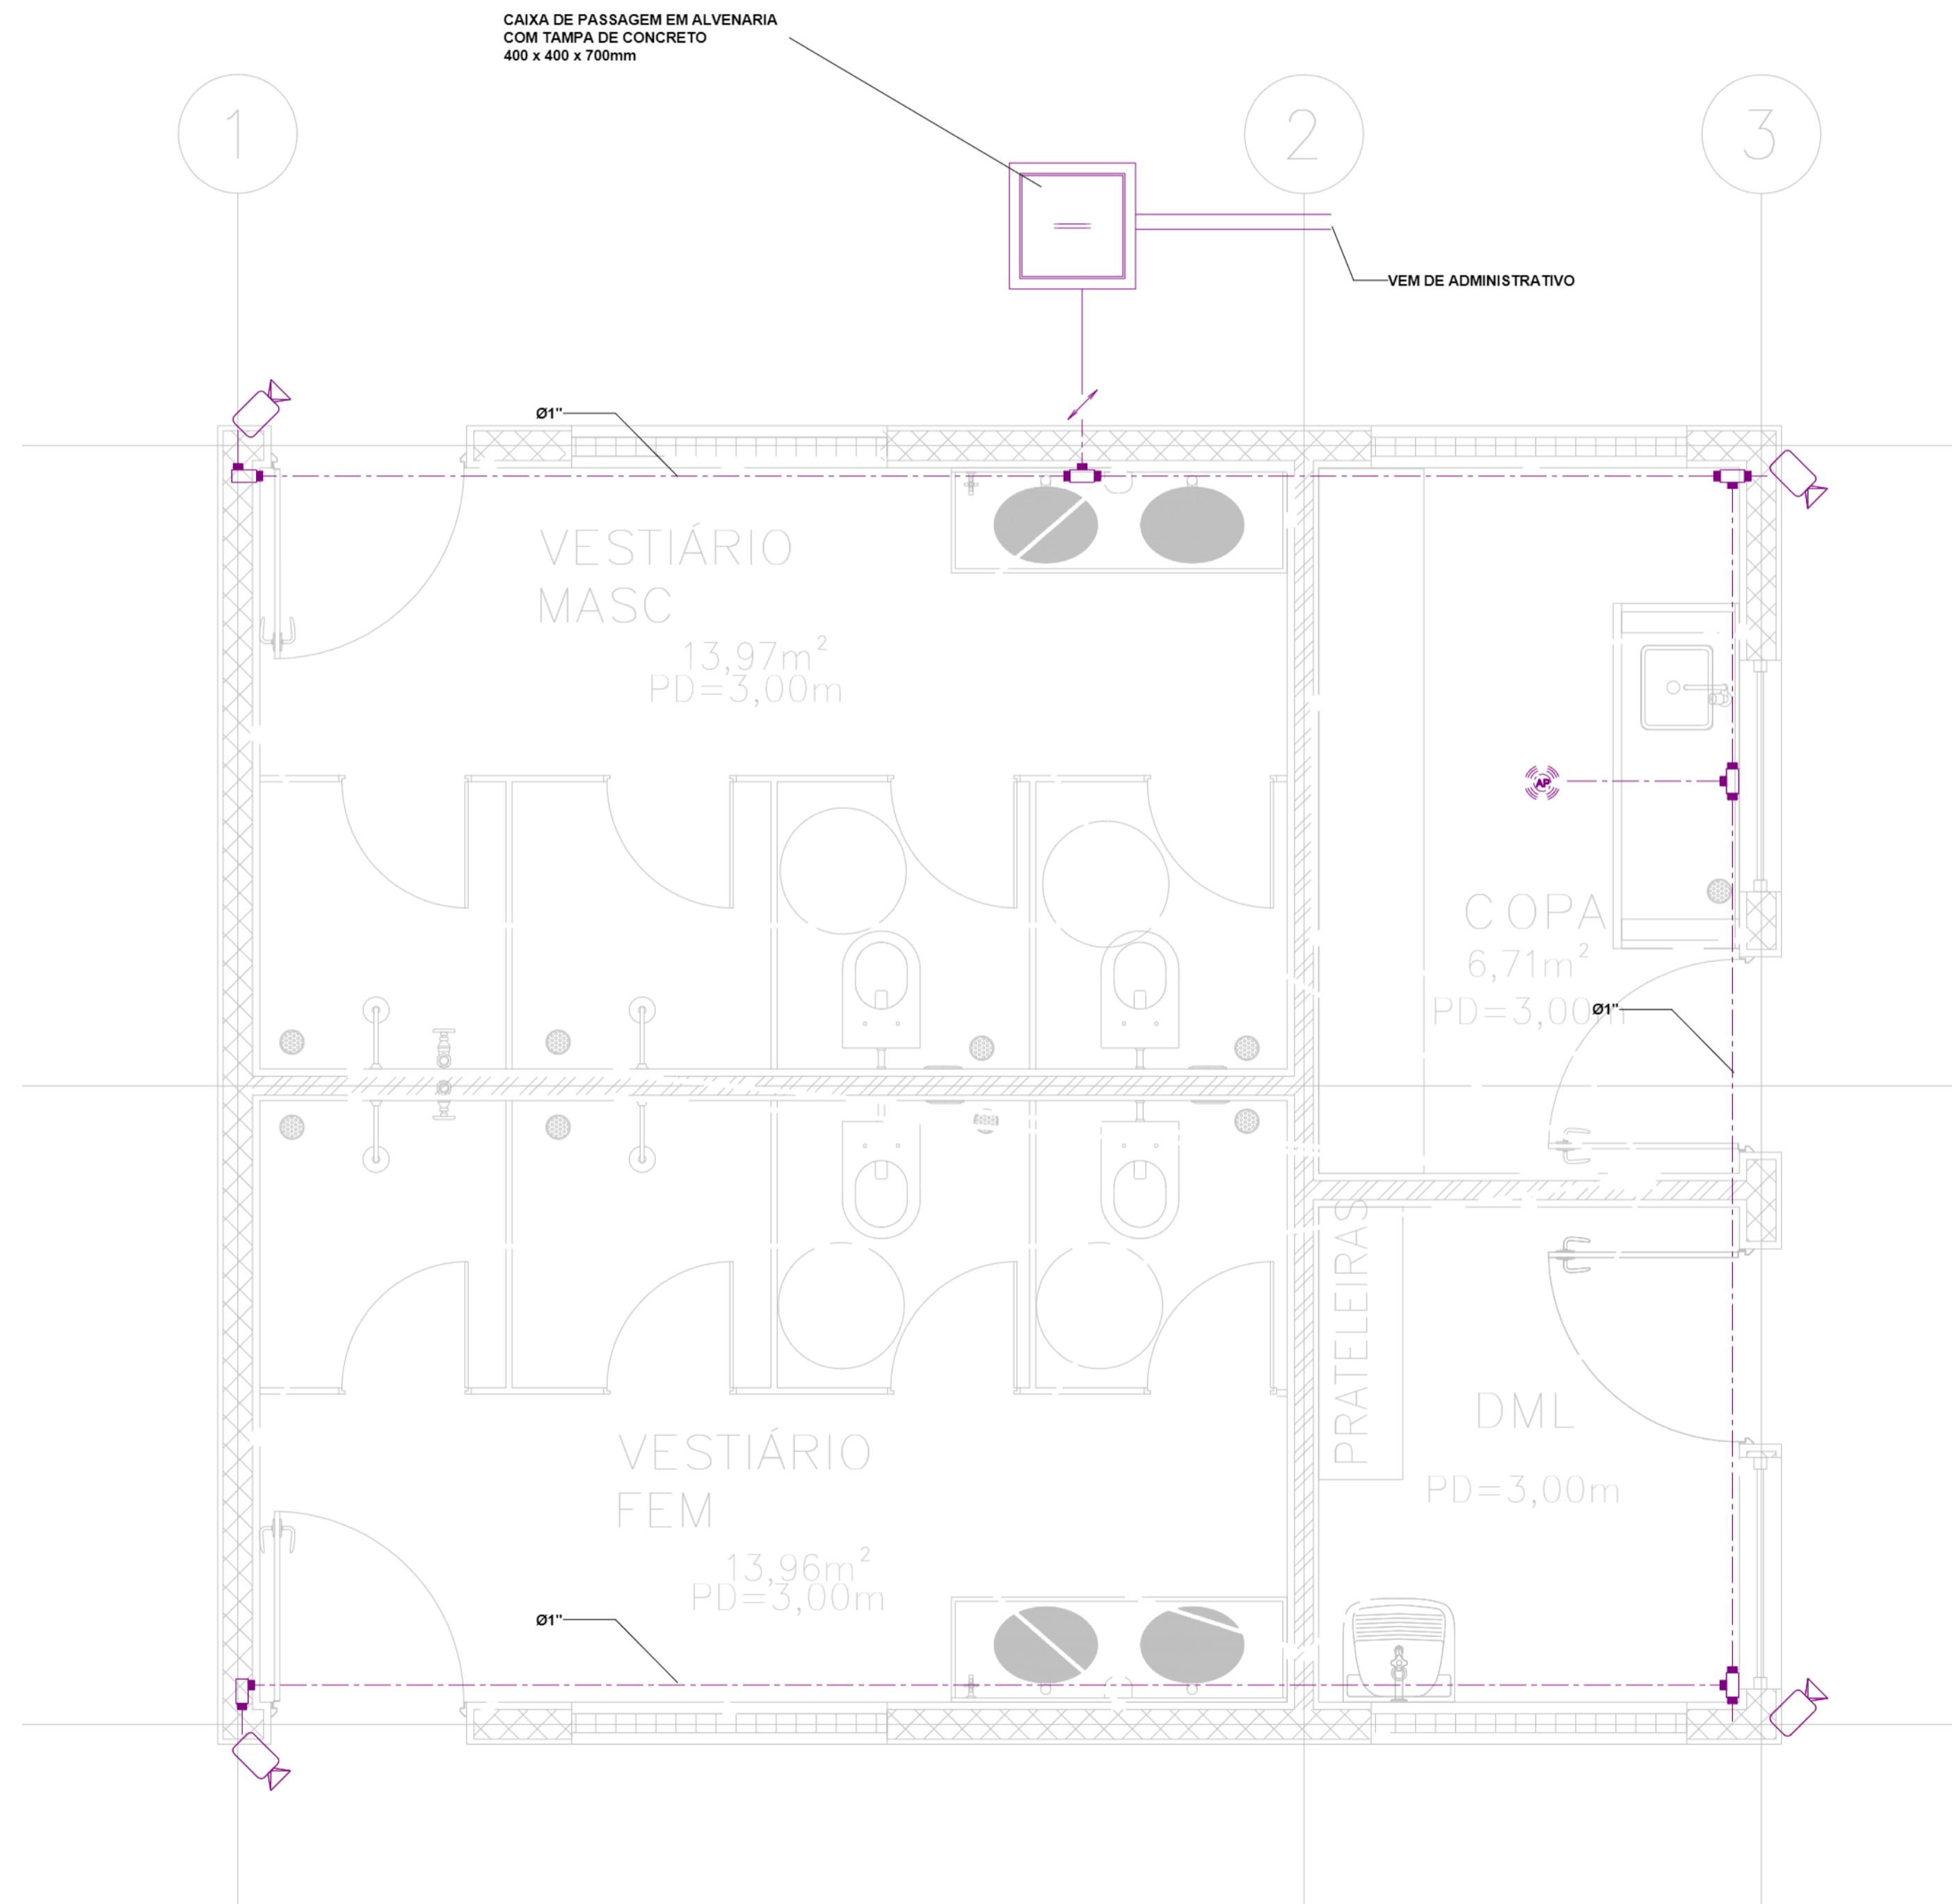 CAIXA DE PASSAGEM EM ALVENARIA
COM TAMPA DE CONCRETO
400 x 400 x 700mm
1
2
3
VEM DE ADMINISTRATIVO
Ø1"
VESTIÁRIO
MASC
13,97m²
PD=3,00m
AP
COPA
6,71m²
PD=3,00m
Ø1"
PRATELEIRAS
DML
PD=3,00m
VESTIÁRIO
FEM
13,96m²
PD=3,00m
Ø1"